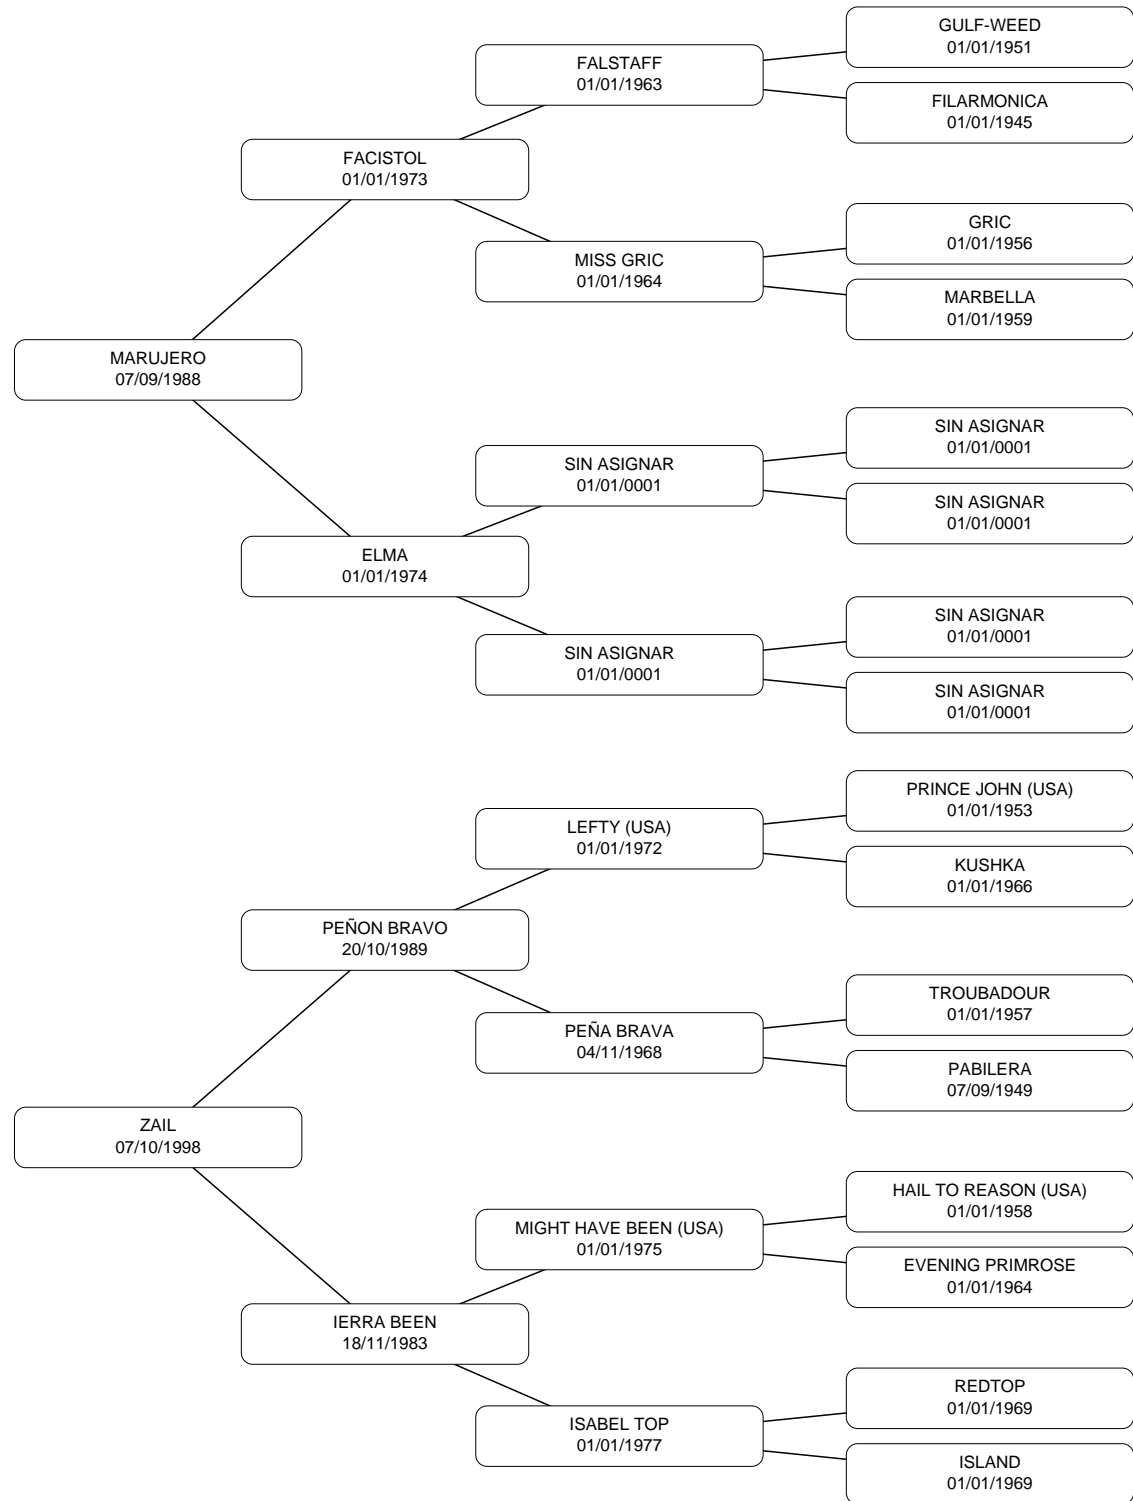 GULF-WEED
01/01/1951
FALSTAFF
01/01/1963
FILARMONICA
01/01/1945
FACISTOL
01/01/1973
GRIC
01/01/1956
MISS GRIC
01/01/1964
MARBELLA
01/01/1959
MARUJERO
07/09/1988
SIN ASIGNAR
01/01/0001
SIN ASIGNAR
01/01/0001
SIN ASIGNAR
01/01/0001
ELMA
01/01/1974
SIN ASIGNAR
01/01/0001
SIN ASIGNAR
01/01/0001
SIN ASIGNAR
01/01/0001
PRINCE JOHN (USA)
01/01/1953
LEFTY (USA)
01/01/1972
KUSHKA
01/01/1966
PEÑON BRAVO
20/10/1989
TROUBADOUR
01/01/1957
PEÑA BRAVA
04/11/1968
PABILERA
07/09/1949
ZAIL
07/10/1998
HAIL TO REASON (USA)
01/01/1958
MIGHT HAVE BEEN (USA)
01/01/1975
EVENING PRIMROSE
01/01/1964
IERRA BEEN
18/11/1983
REDTOP
01/01/1969
ISABEL TOP
01/01/1977
ISLAND
01/01/1969